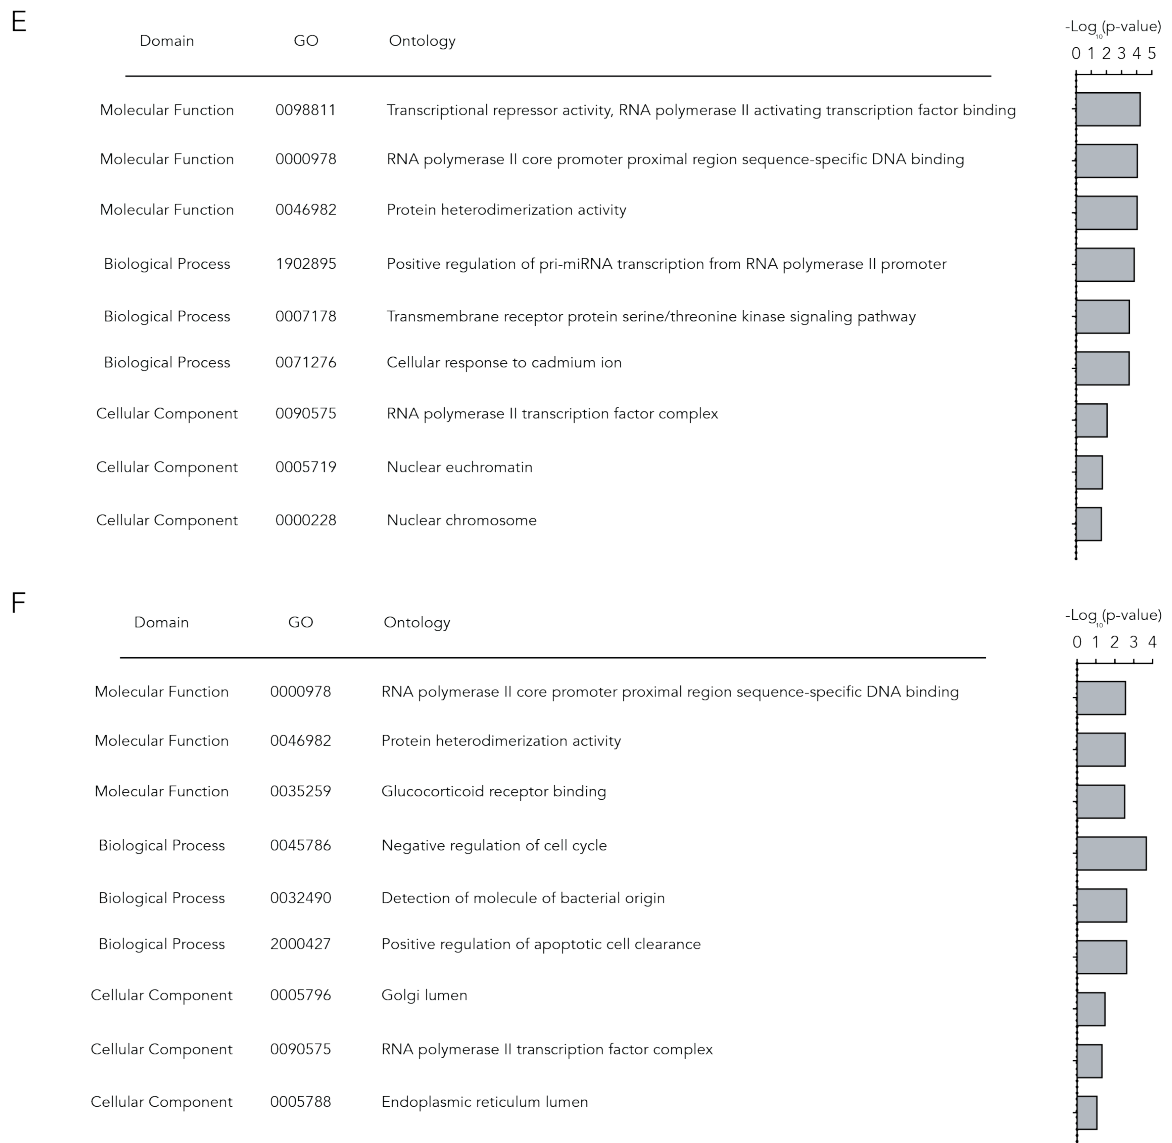 E
Domain GO Ontology -Log10(p-value)
0 1 2 3 4 5
Molecular Function 0098811 Transcriptional repressor activity, RNA polymerase II activating transcription factor binding
Molecular Function 0000978 RNA polymerase II core promoter proximal region sequence-specific DNA binding
Molecular Function 0046982 Protein heterodimerization activity
Biological Process 1902895 Positive regulation of pri-miRNA transcription from RNA polymerase II promoter
Biological Process 0007178 Transmembrane receptor protein serine/threonine kinase signaling pathway
Biological Process 0071276 Cellular response to cadmium ion
Cellular Component 0090575 RNA polymerase II transcription factor complex
Cellular Component 0005719 Nuclear euchromatin
Cellular Component 0000228 Nuclear chromosome
F
Domain GO Ontology -Log10(p-value)
0 1 2 3 4
Molecular Function 0000978 RNA polymerase II core promoter proximal region sequence-specific DNA binding
Molecular Function 0046982 Protein heterodimerization activity
Molecular Function 0035259 Glucocorticoid receptor binding
Biological Process 0045786 Negative regulation of cell cycle
Biological Process 0032490 Detection of molecule of bacterial origin
Biological Process 2000427 Positive regulation of apoptotic cell clearance
Cellular Component 0005796 Golgi lumen
Cellular Component 0090575 RNA polymerase II transcription factor complex
Cellular Component 0005788 Endoplasmic reticulum lumen